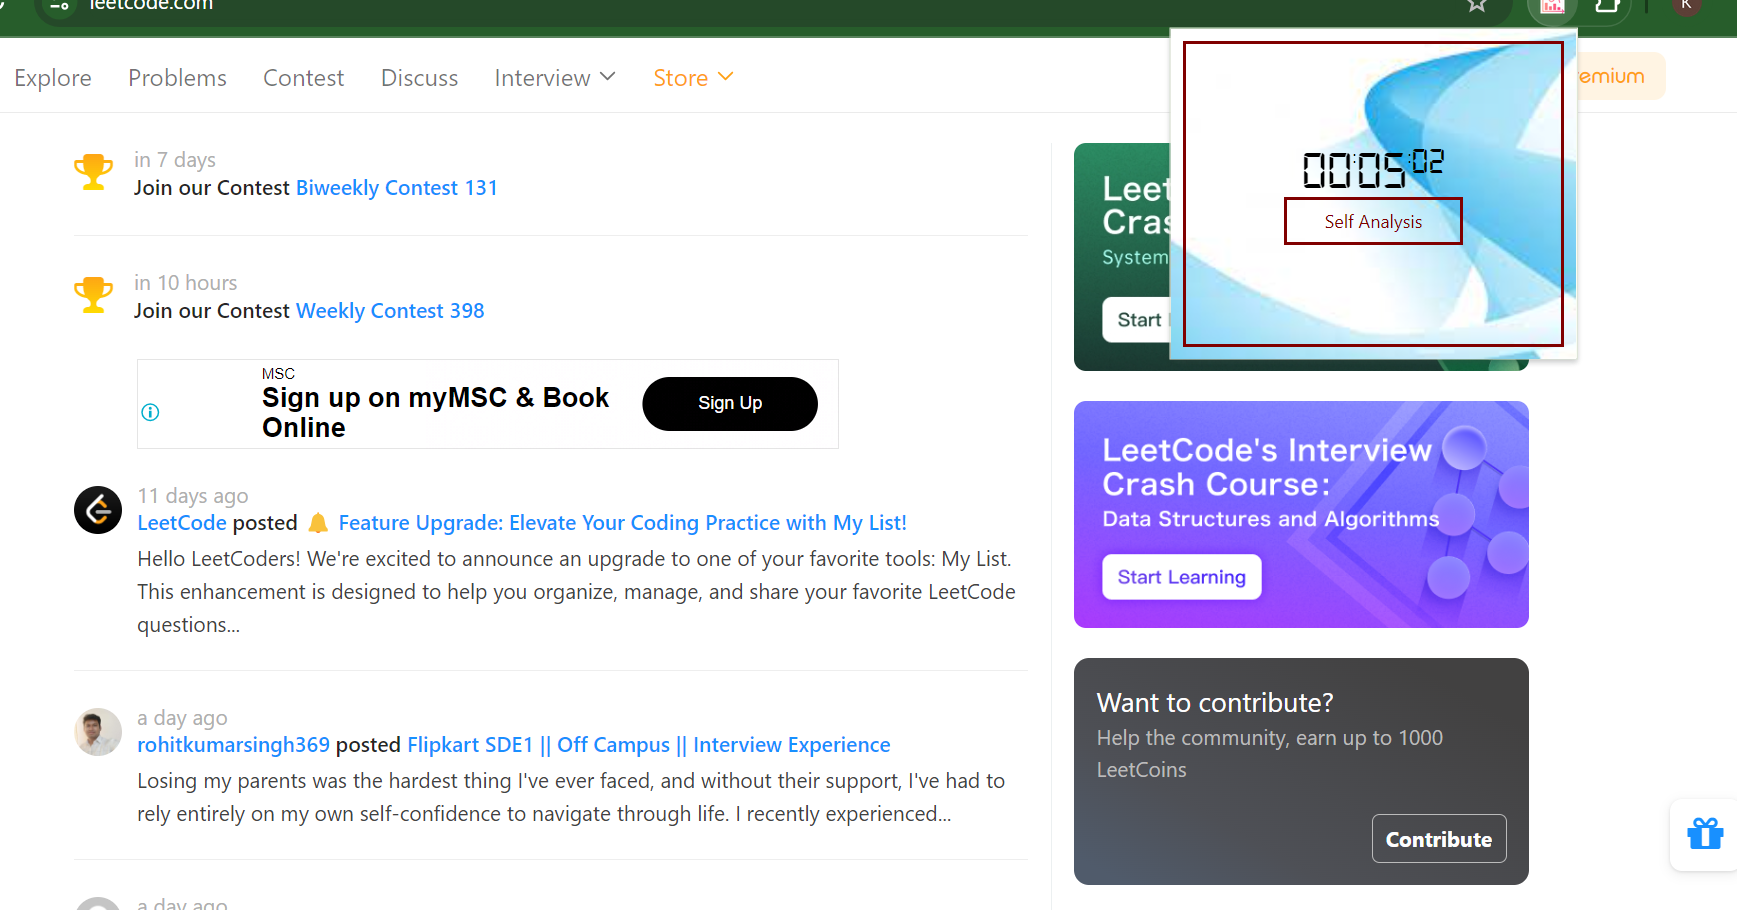 leetcode.com
K
Explore Problems Contest Discuss Interview Store
emium
in 7 days
Join our Contest Biweekly Contest 131
in 10 hours
Join our Contest Weekly Contest 398
MSC
Sign up on myMSC & Book
Online
Sign Up
11 days ago
LeetCode posted 🔔 Feature Upgrade: Elevate Your Coding Practice with My List!
Hello LeetCoders! We're excited to announce an upgrade to one of your favorite tools: My List.
This enhancement is designed to help you organize, manage, and share your favorite LeetCode
questions...
a day ago
rohitkumarsingh369 posted Flipkart SDE1 || Off Campus || Interview Experience
Losing my parents was the hardest thing I've ever faced, and without their support, I've had to
rely entirely on my own self-confidence to navigate through life. I recently experienced...
a day ago
00:05:02
Self Analysis
Leet
Cras
System
Start
LeetCode's Interview
Crash Course:
Data Structures and Algorithms
Start Learning
Want to contribute?
Help the community, earn up to 1000
LeetCoins
Contribute